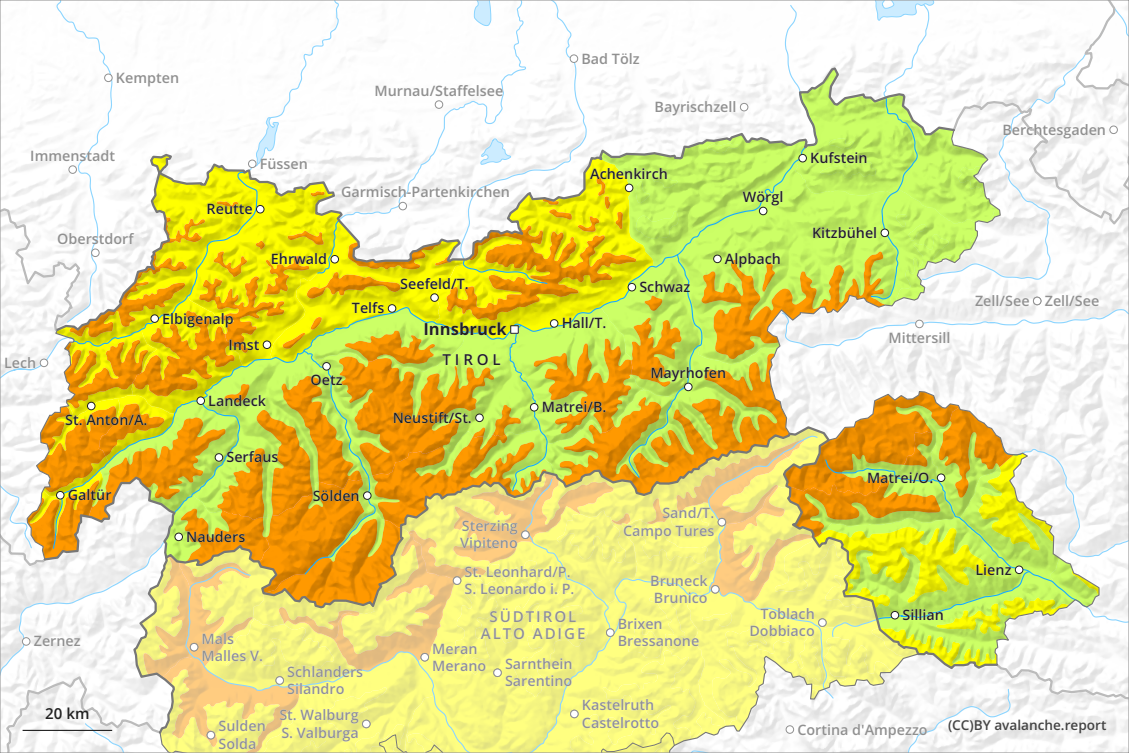 Kempten
Bad Tölz
Murnau/Staffelsee
Bayrischzell
Berchtesgaden
Immenstadt
Füssen
Kufstein
Achenkirch
Garmisch-Partenkirchen
Wörgl
Reutte
Oberstdorf
Kitzbühel
Ehrwald
Alpbach
Seefeld/T.
Schwaz
Zell/See
Zell/See
Telfs
Elbigenalp
Innsbruck
Hall/T.
Mittersill
Imst
TIROL
Lech
Oetz
Mayrhofen
Landeck
St. Anton/A.
Neustift/St.
Matrei/B.
Serfaus
Matrei/O.
Galtür
Sölden
Sand/T.
Campo Tures
Sterzing
Vipiteno
Nauders
Lienz
St. Leonhard/P.
S. Leonardo i. P.
Bruneck
Brunico
SÜDTIROL
ALTO ADIGE
Toblach
Dobbiaco
Sillian
Brixen
Bressanone
Zernez
Mals
Malles V.
Meran
Merano
Sarnthein
Sarentino
Schlanders
Silandro
20 km
St. Walburg
S. Valburga
Kastelruth
Castelrotto
Sulden
Solda
Cortina d'Ampezzo
(CC)BY avalanche.report